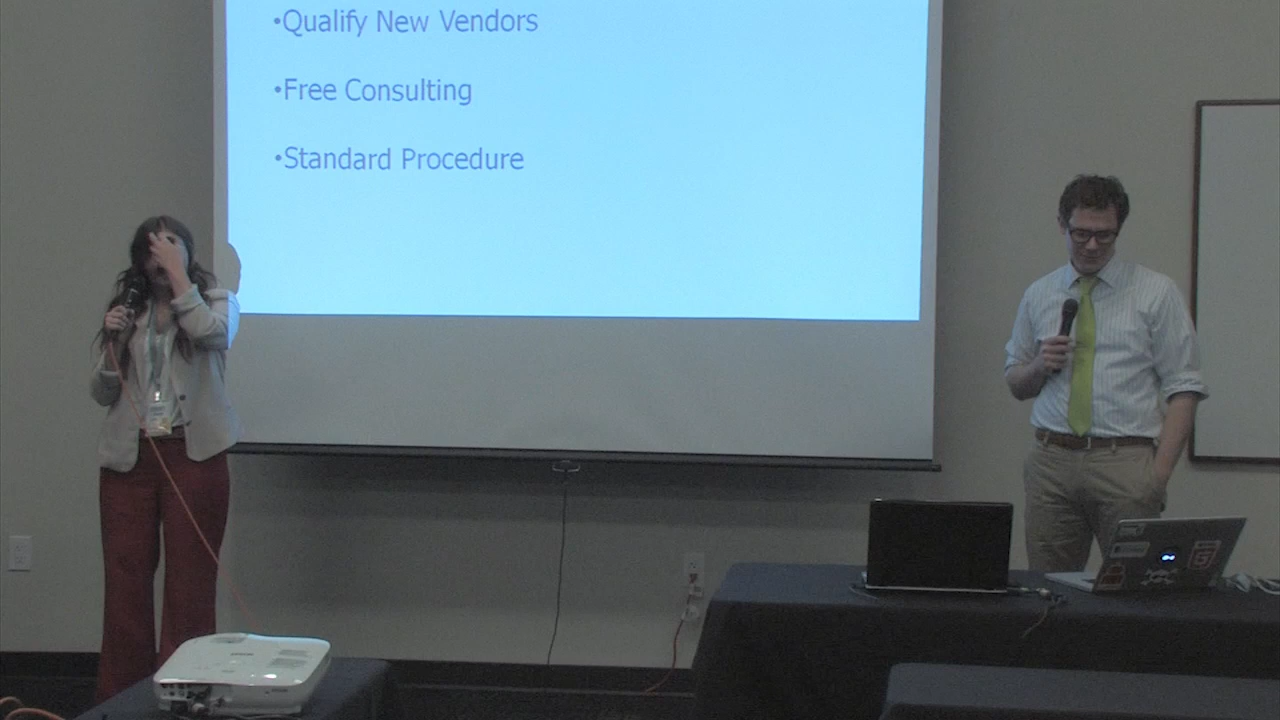 •Qualify New Vendors
•Free Consulting
•Standard Procedure